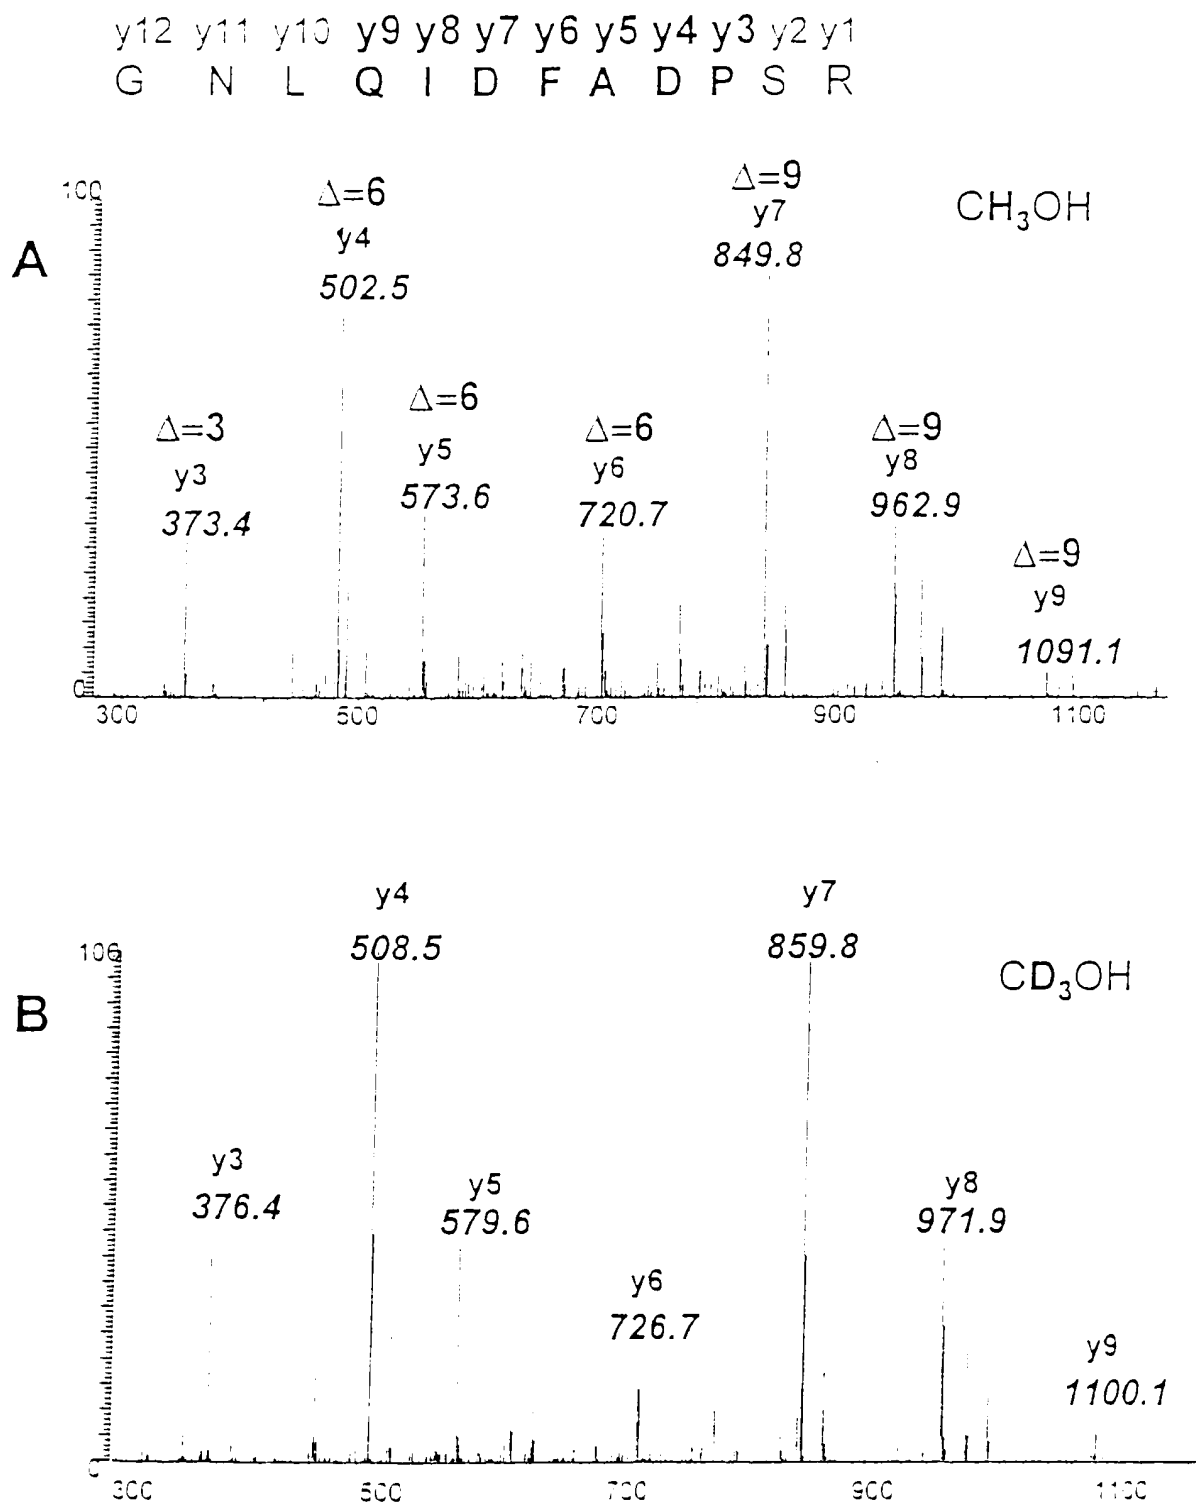 y12 y11 y10 y9 y8 y7 y6 y5 y4 y3 y2 y1
G N L Q I D F A D P S R
A
100
0
CH₃OH
Δ=3
y3
373.4
Δ=6
y4
502.5
Δ=6
y5
573.6
Δ=6
y6
720.7
Δ=9
y7
849.8
Δ=9
y8
962.9
Δ=9
y9
1091.1
300 500 700 900 1100
B
106
0
CD₃OH
y3
376.4
y4
508.5
y5
579.6
y6
726.7
y7
859.8
y8
971.9
y9
1100.1
300 500 700 900 1100